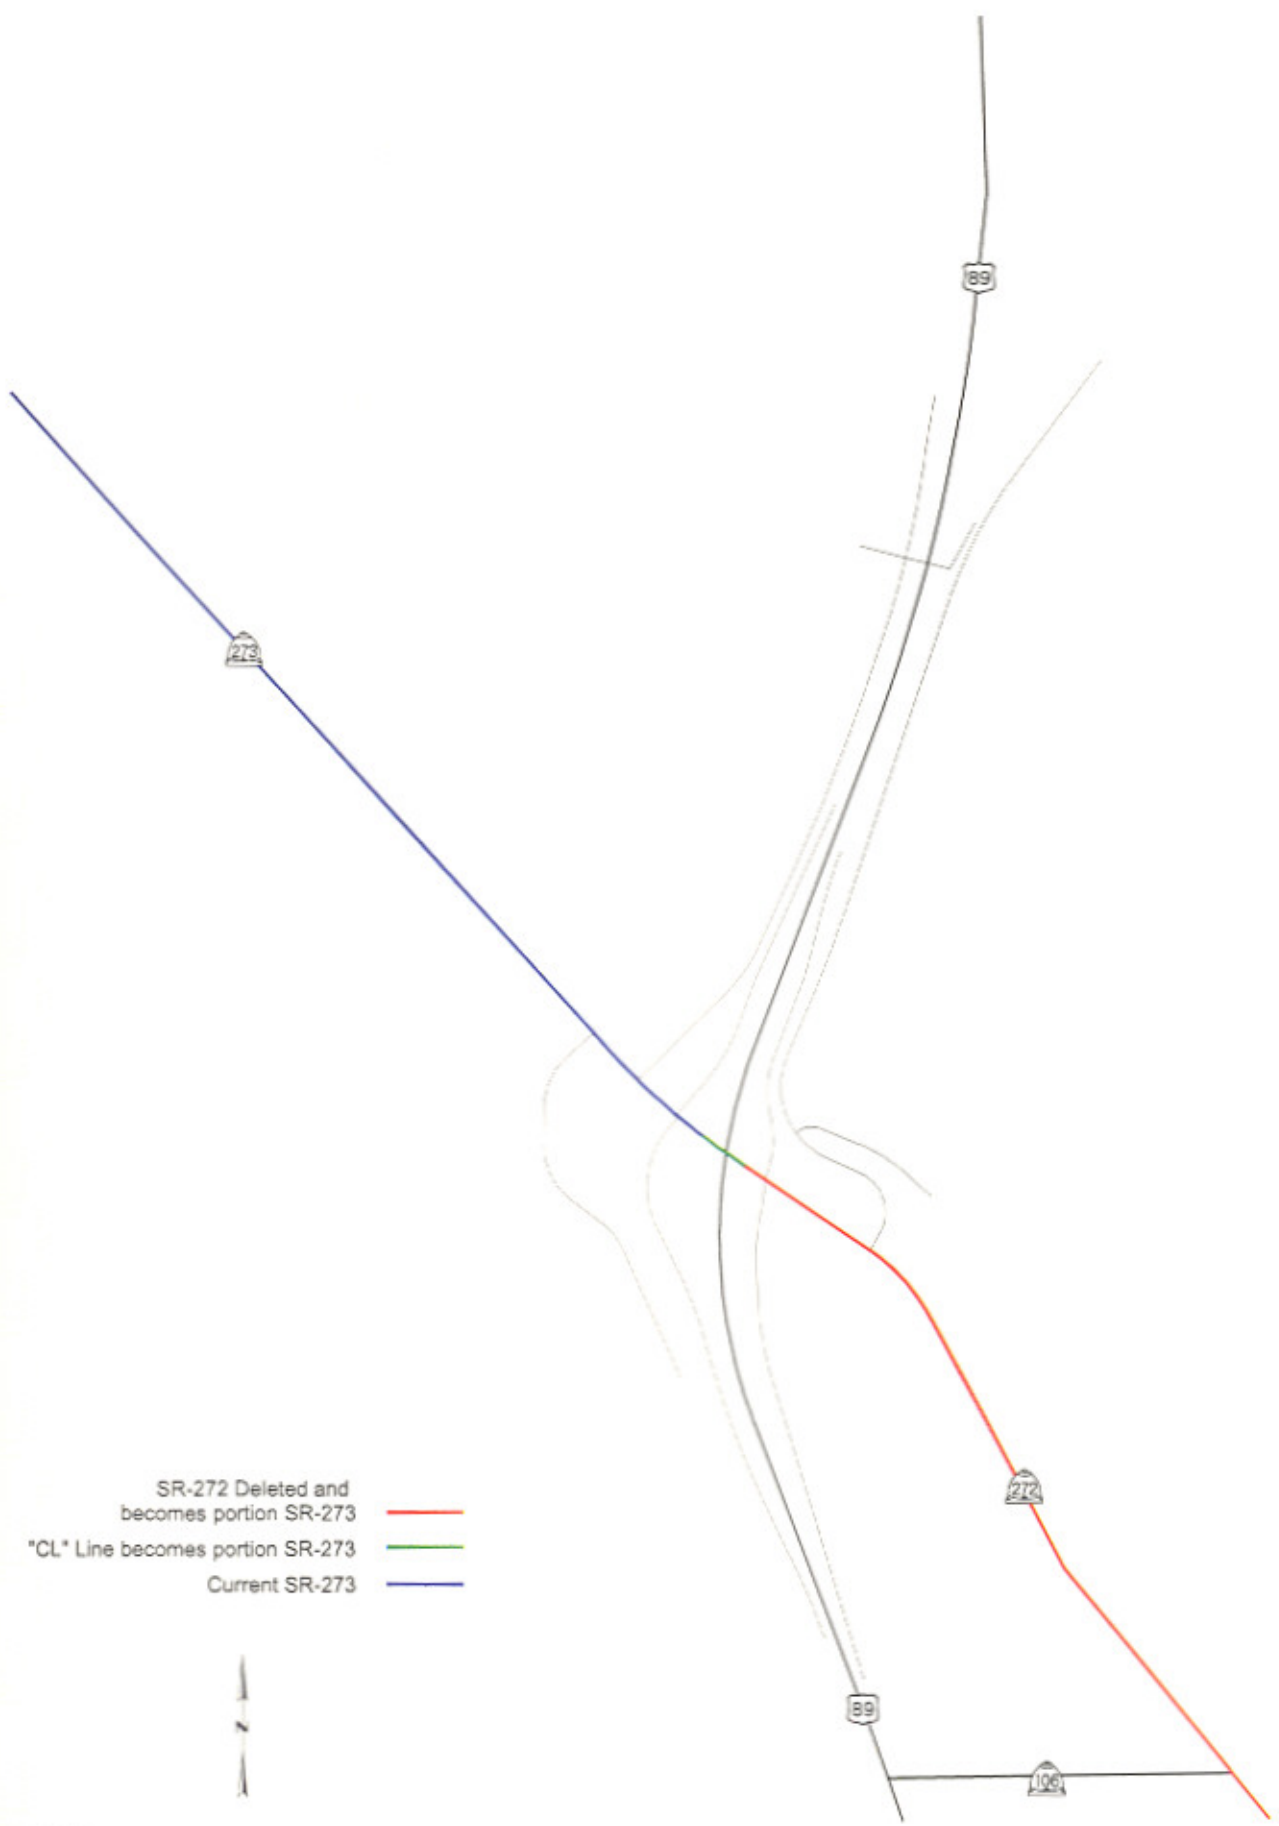 89
273
272
SR-272 Deleted and
becomes portion SR-273
"CL" Line becomes portion SR-273
Current SR-273
N
89
106